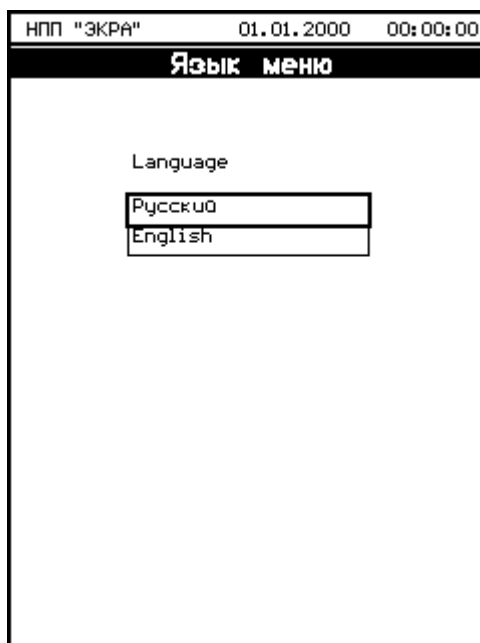 НПП "ЭКРА" 01.01.2000 00:00:00
Язык меню
Language
Русский
English